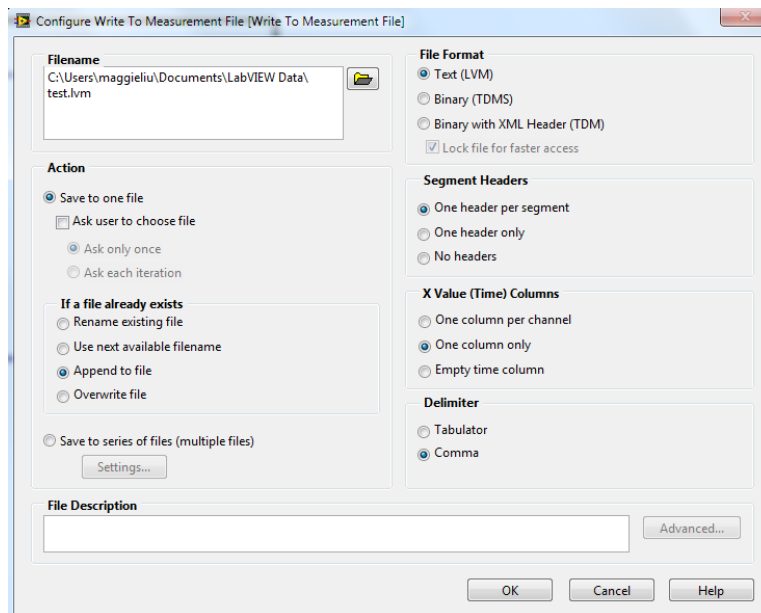 Configure Write To Measurement File [Write To Measurement File]
Filename
C:\Users\maggieliu\Documents\LabVIEW Data\
test.lvm
Action
Save to one file
Ask user to choose file
Ask only once
Ask each iteration
If a file already exists
Rename existing file
Use next available filename
Append to file
Overwrite file
Save to series of files (multiple files)
Settings...
File Format
Text (LVM)
Binary (TDMS)
Binary with XML Header (TDM)
Lock file for faster access
Segment Headers
One header per segment
One header only
No headers
X Value (Time) Columns
One column per channel
One column only
Empty time column
Delimiter
Tabulator
Comma
File Description
Advanced...
OK
Cancel
Help